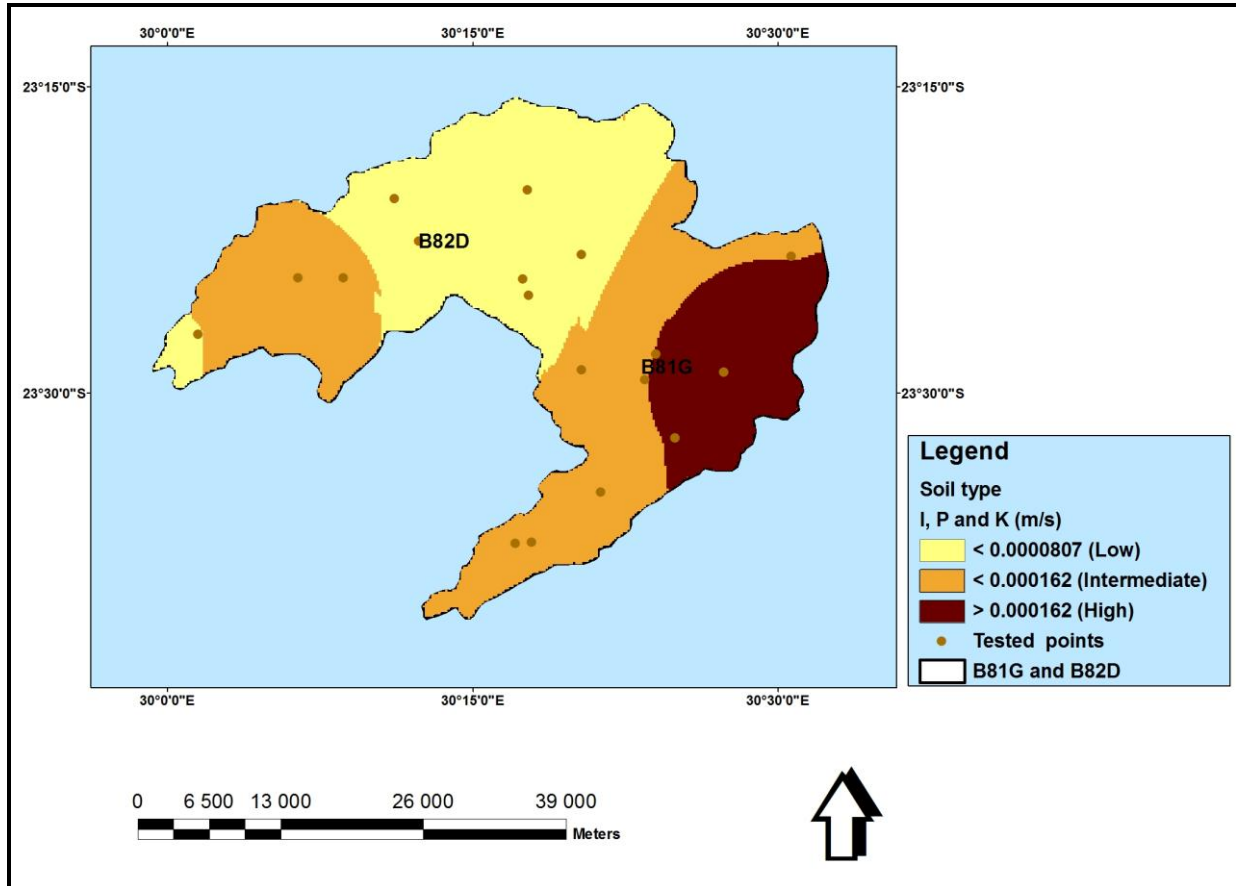 30°0'0"E 30°15'0"E 30°30'0"E
23°15'0"S 23°15'0"S
B82D
B81G
23°30'0"S 23°30'0"S
Legend
Soil type
I, P and K (m/s)
< 0.0000807 (Low)
< 0.000162 (Intermediate)
> 0.000162 (High)
Tested points
B81G and B82D
30°0'0"E 30°15'0"E 30°30'0"E
0 6 500 13 000 26 000 39 000
Meters